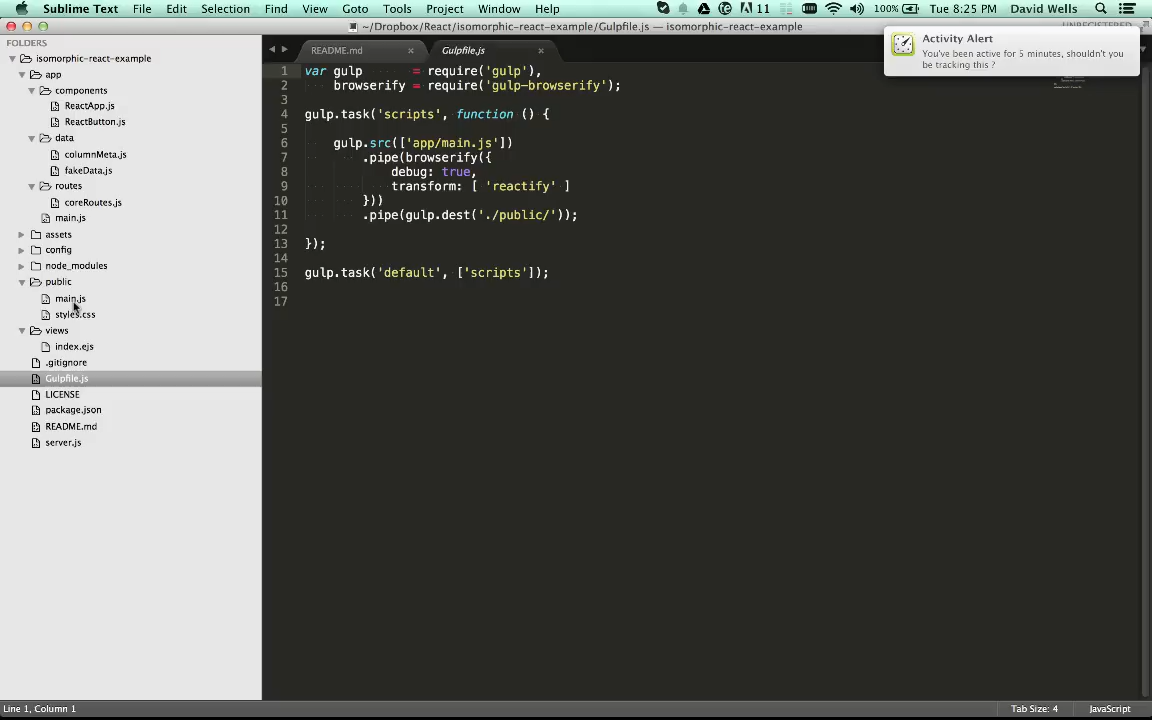 Sublime Text File Edit Selection Find View Goto Tools Project Window Help 11 100% Tue 8:25 PM David Wells
~/Dropbox/React/isomorphic-react-example/Gulpfile.js — isomorphic-react-example
UNREGISTERED
Activity Alert
You've been active for 5 minutes, shouldn't you
be tracking this ?
FOLDERS
isomorphic-react-example
app
components
ReactApp.js
ReactButton.js
data
columnMeta.js
fakeData.js
routes
coreRoutes.js
main.js
assets
config
node_modules
public
main.js
styles.css
views
index.ejs
.gitignore
Gulpfile.js
LICENSE
package.json
README.md
server.js
README.md Gulpfile.js
1 var gulp = require('gulp'),
2 browserify = require('gulp-browserify');
3
4 gulp.task('scripts', function () {
5
6 gulp.src(['app/main.js'])
7 .pipe(browserify({
8 debug: true,
9 transform: [ 'reactify' ]
10 }))
11 .pipe(gulp.dest('./public/'));
12
13 });
14
15 gulp.task('default', ['scripts']);
16
17
Line 1, Column 1 Tab Size: 4 JavaScript